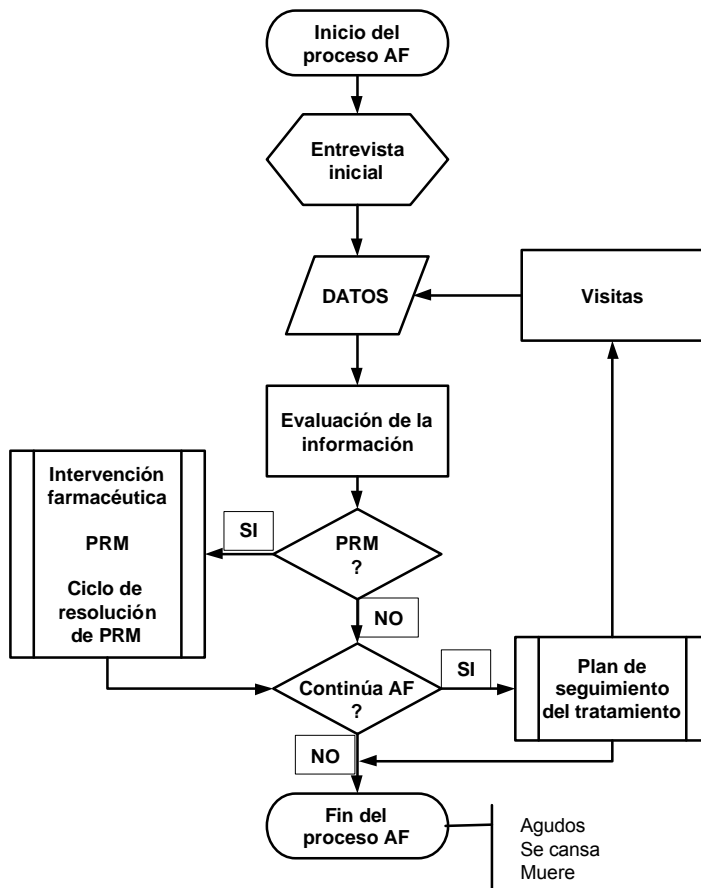 Inicio del
proceso AF
Entrevista
inicial
DATOS
Visitas
Evaluación de la
información
Intervención
farmacéutica
PRM
Ciclo de
resolución
de PRM
SI
PRM
?
NO
Continúa AF
?
SI
Plan de
seguimiento
del tratamiento
NO
Fin del
proceso AF
Agudos
Se cansa
Muere